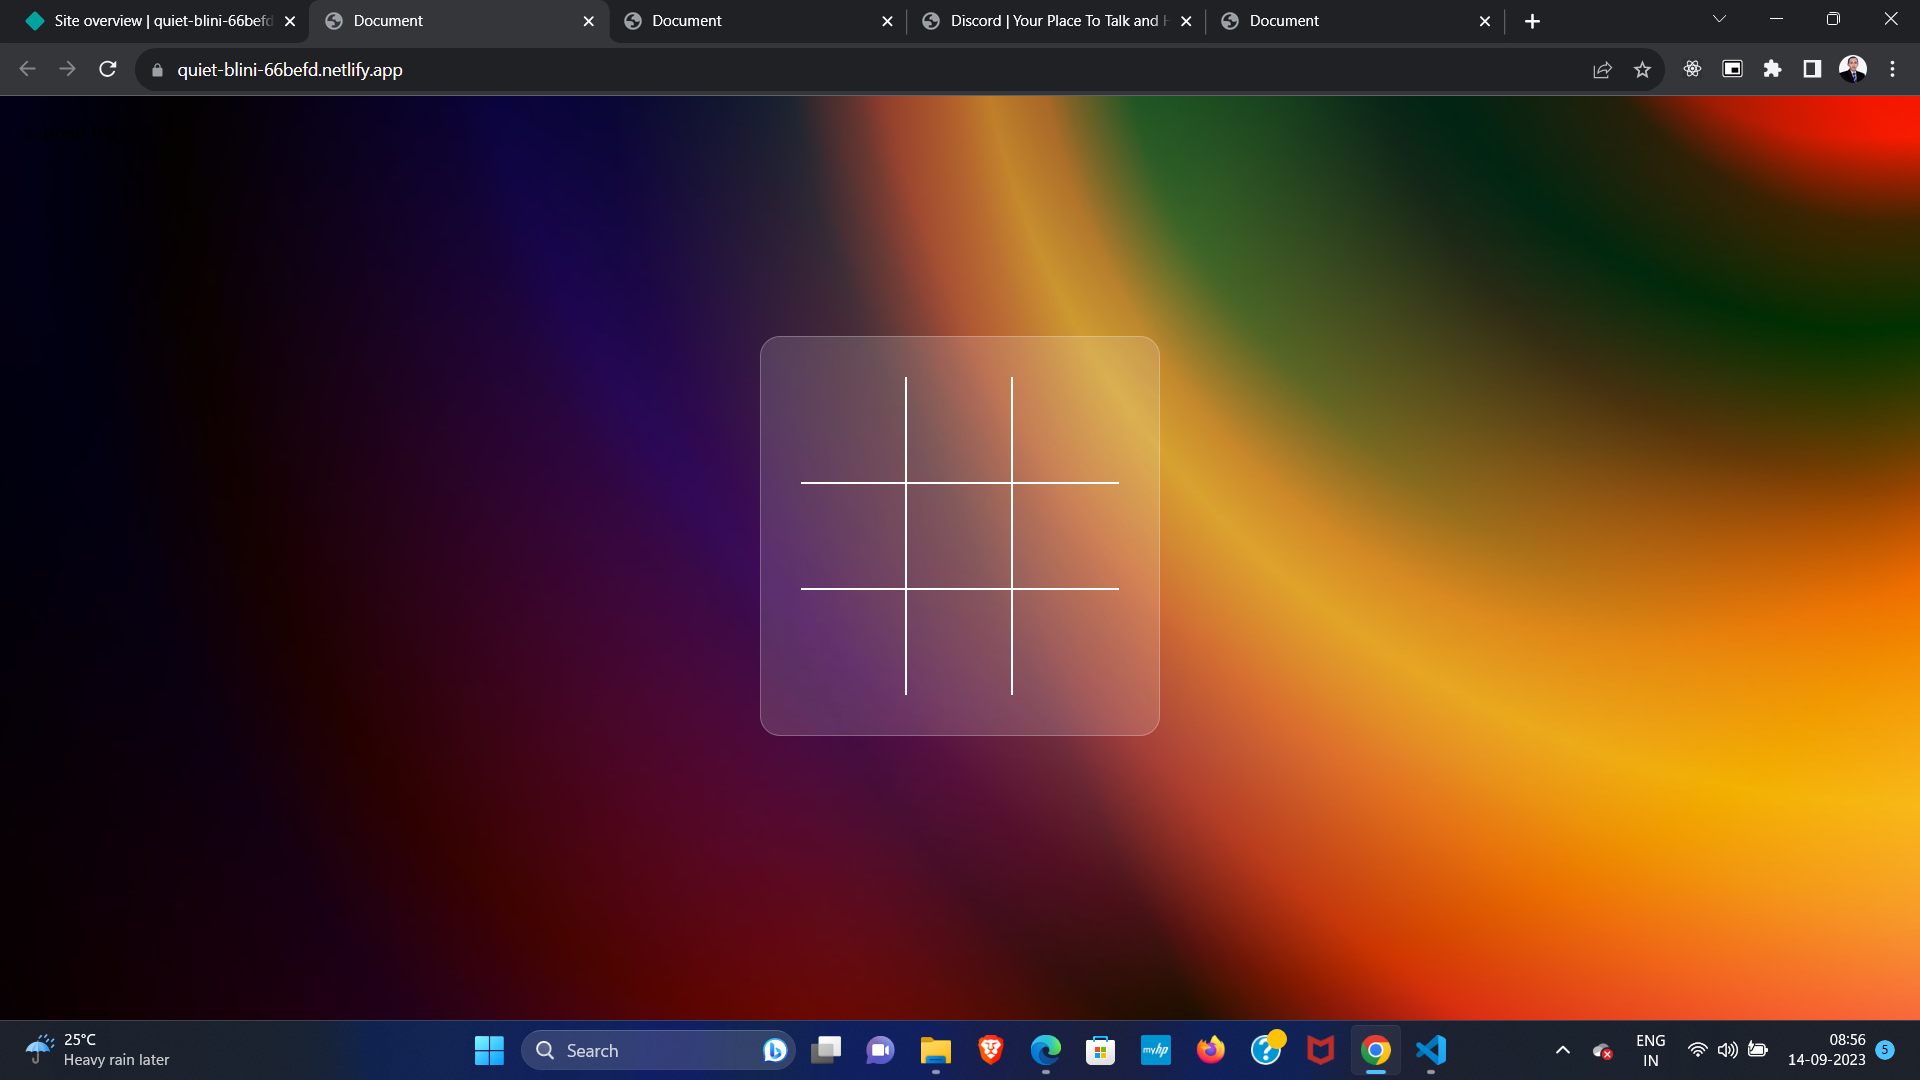 Site overview | quiet-blini-66befd
Document
Document
Discord | Your Place To Talk and H
Document
quiet-blini-66befd.netlify.app
25°C
Heavy rain later
Search
myhp
ENG
IN
08:56
14-09-2023
5